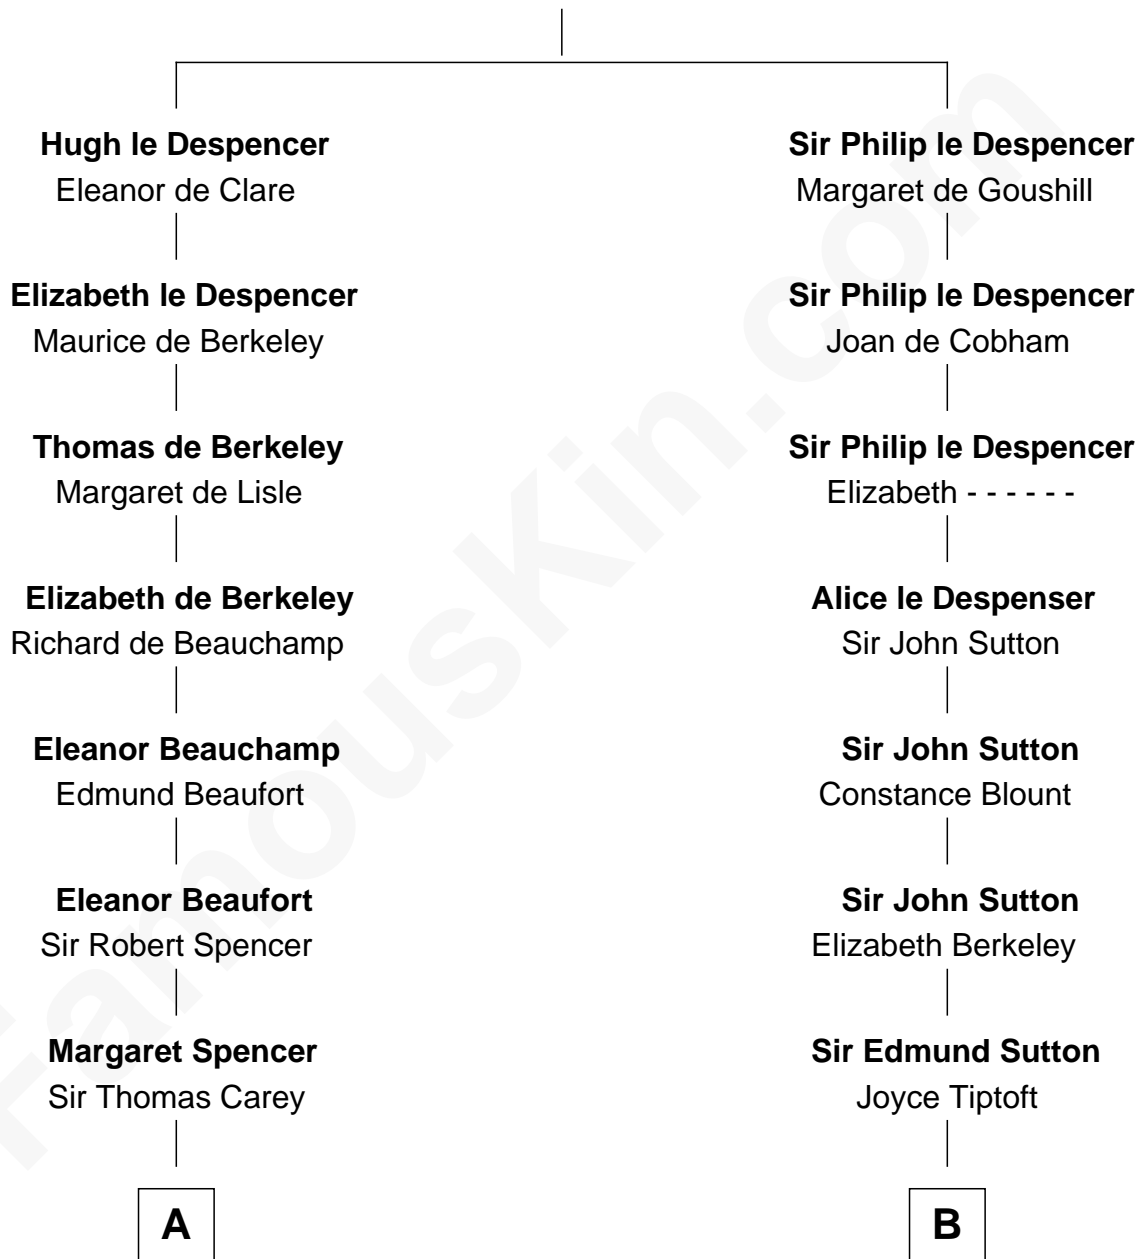 Hugh le Despencer
Eleanor de Clare
Elizabeth le Despencer
Maurice de Berkeley
Thomas de Berkeley
Margaret de Lisle
Elizabeth de Berkeley
Richard de Beauchamp
Eleanor Beauchamp
Edmund Beaufort
Eleanor Beaufort
Sir Robert Spencer
Margaret Spencer
Sir Thomas Carey
A
Sir Philip le Despencer
Margaret de Goushill
Sir Philip le Despencer
Joan de Cobham
Sir Philip le Despencer
Elizabeth - - - - - -
Alice le Despenser
Sir John Sutton
Sir John Sutton
Constance Blount
Sir John Sutton
Elizabeth Berkeley
Sir Edmund Sutton
Joyce Tiptoft
B
FamousKin.com